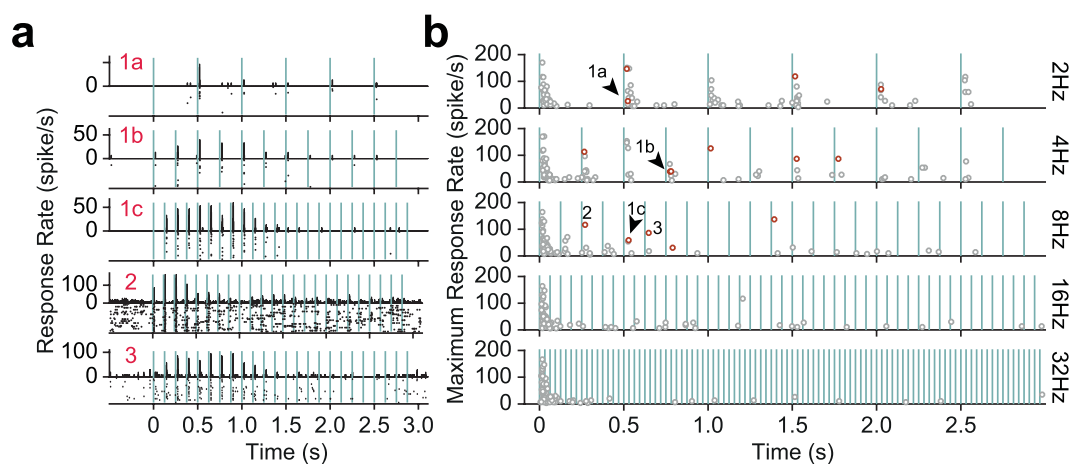 a
Response Rate (spike/s)
1a
0
1b
50
0
1c
50
0
2
100
0
3
100
0
0 0.5 1.0 1.5 2.0 2.5 3.0
Time (s)
b
Maximum Response Rate (spike/s)
200
100
0
1a
2Hz
200
100
0
1b
4Hz
200
100
0
2
1c
3
8Hz
200
100
0
16Hz
200
100
0
32Hz
0 0.5 1.0 1.5 2.0 2.5
Time (s)